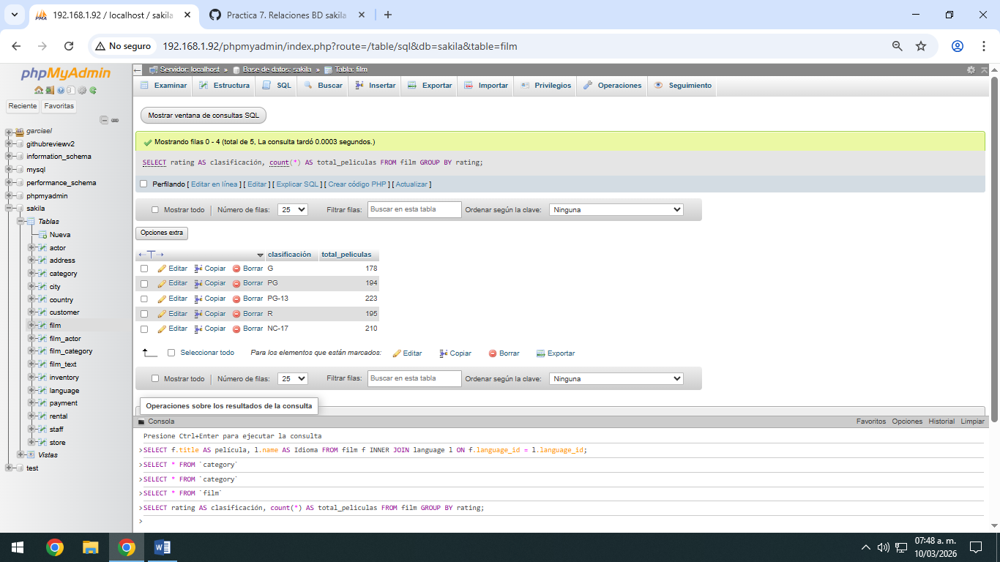 192.168.1.92 / localhost / sakila
Practica 7. Relaciones BD sakila
No seguro
192.168.1.92/phpmyadmin/index.php?route=/table/sql&db=sakila&table=film
phpMyAdmin
Reciente
Favoritas
garciael
githubreviewv2
information_schema
mysql
performance_schema
phpmyadmin
sakila
Tablas
Nueva
actor
address
category
city
country
customer
film
film_actor
film_category
film_text
inventory
language
payment
rental
staff
store
Vistas
test
Servidor: localhost » Base de datos: sakila » Tabla: film
Examinar Estructura SQL Buscar Insertar Exportar Importar Privilegios Operaciones Seguimiento
Mostrar ventana de consultas SQL
Mostrando filas 0 - 4 (total de 5, La consulta tardó 0.0003 segundos.)
SELECT rating AS clasificación, count(*) AS total_peliculas FROM film GROUP BY rating;
Perfilando [ Editar en línea ] [ Editar ] [ Explicar SQL ] [ Crear código PHP ] [ Actualizar ]
Mostrar todo Número de filas: 25 Filtrar filas: Buscar en esta tabla Ordenar según la clave: Ninguna
Opciones extra
←T→ clasificación total_peliculas
Editar Copiar Borrar G 178
Editar Copiar Borrar PG 194
Editar Copiar Borrar PG-13 223
Editar Copiar Borrar R 195
Editar Copiar Borrar NC-17 210
Seleccionar todo Para los elementos que están marcados: Editar Copiar Borrar Exportar
Mostrar todo Número de filas: 25 Filtrar filas: Buscar en esta tabla Ordenar según la clave: Ninguna
Operaciones sobre los resultados de la consulta
Consola Favoritos Opciones Historial Limpiar
Presione Ctrl+Enter para ejecutar la consulta
>SELECT f.title AS película, l.name AS Idioma FROM film f INNER JOIN language l ON f.language_id = l.language_id;
>SELECT * FROM `category`
>SELECT * FROM `category`
>SELECT * FROM `film`
>SELECT rating AS clasificación, count(*) AS total_peliculas FROM film GROUP BY rating;
>
07:48 a. m.
10/03/2026